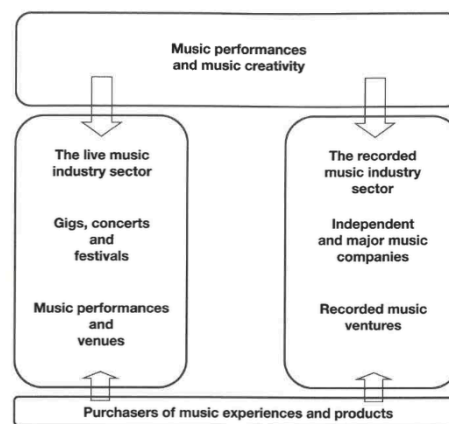 Music performances
and music creativity
The live music
industry sector
Gigs, concerts
and
festivals
Music performances
and
venues
The recorded
music industry
sector
Independent
and major music
companies
Recorded music
ventures
Purchasers of music experiences and products